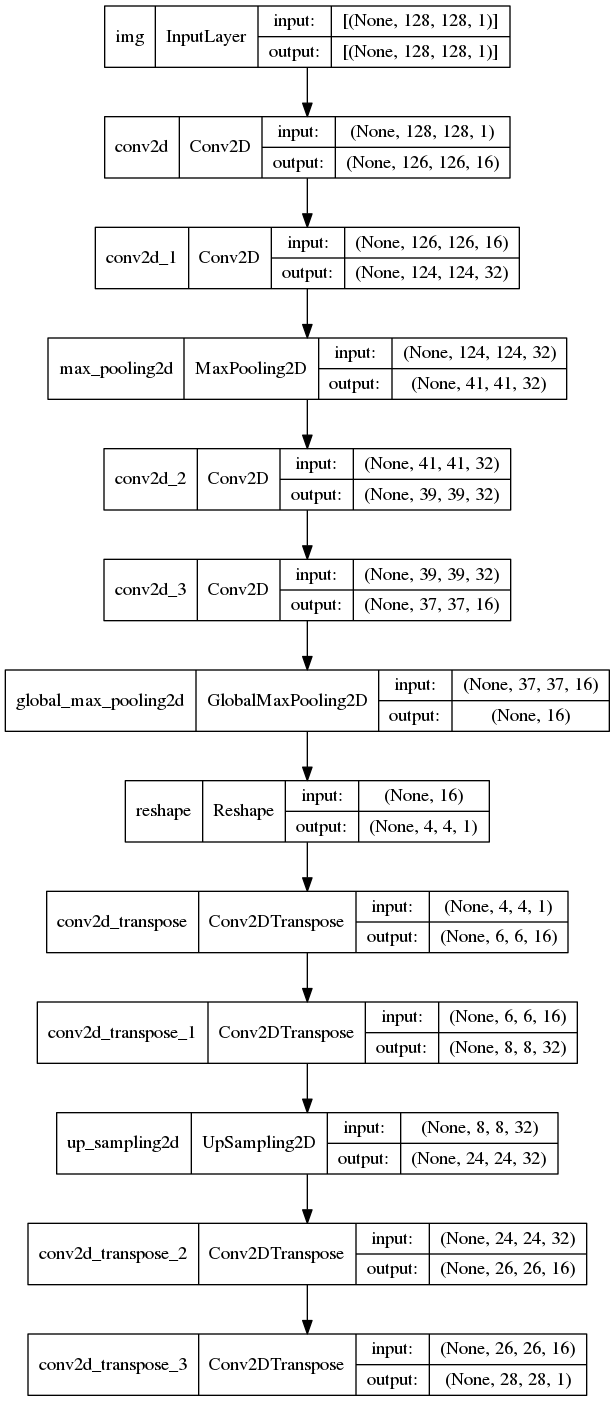 img InputLayer input: [(None, 128, 128, 1)]
output: [(None, 128, 128, 1)]
conv2d Conv2D input: (None, 128, 128, 1)
output: (None, 126, 126, 16)
conv2d_1 Conv2D input: (None, 126, 126, 16)
output: (None, 124, 124, 32)
max_pooling2d MaxPooling2D input: (None, 124, 124, 32)
output: (None, 41, 41, 32)
conv2d_2 Conv2D input: (None, 41, 41, 32)
output: (None, 39, 39, 32)
conv2d_3 Conv2D input: (None, 39, 39, 32)
output: (None, 37, 37, 16)
global_max_pooling2d GlobalMaxPooling2D input: (None, 37, 37, 16)
output: (None, 16)
reshape Reshape input: (None, 16)
output: (None, 4, 4, 1)
conv2d_transpose Conv2DTranspose input: (None, 4, 4, 1)
output: (None, 6, 6, 16)
conv2d_transpose_1 Conv2DTranspose input: (None, 6, 6, 16)
output: (None, 8, 8, 32)
up_sampling2d UpSampling2D input: (None, 8, 8, 32)
output: (None, 24, 24, 32)
conv2d_transpose_2 Conv2DTranspose input: (None, 24, 24, 32)
output: (None, 26, 26, 16)
conv2d_transpose_3 Conv2DTranspose input: (None, 26, 26, 16)
output: (None, 28, 28, 1)